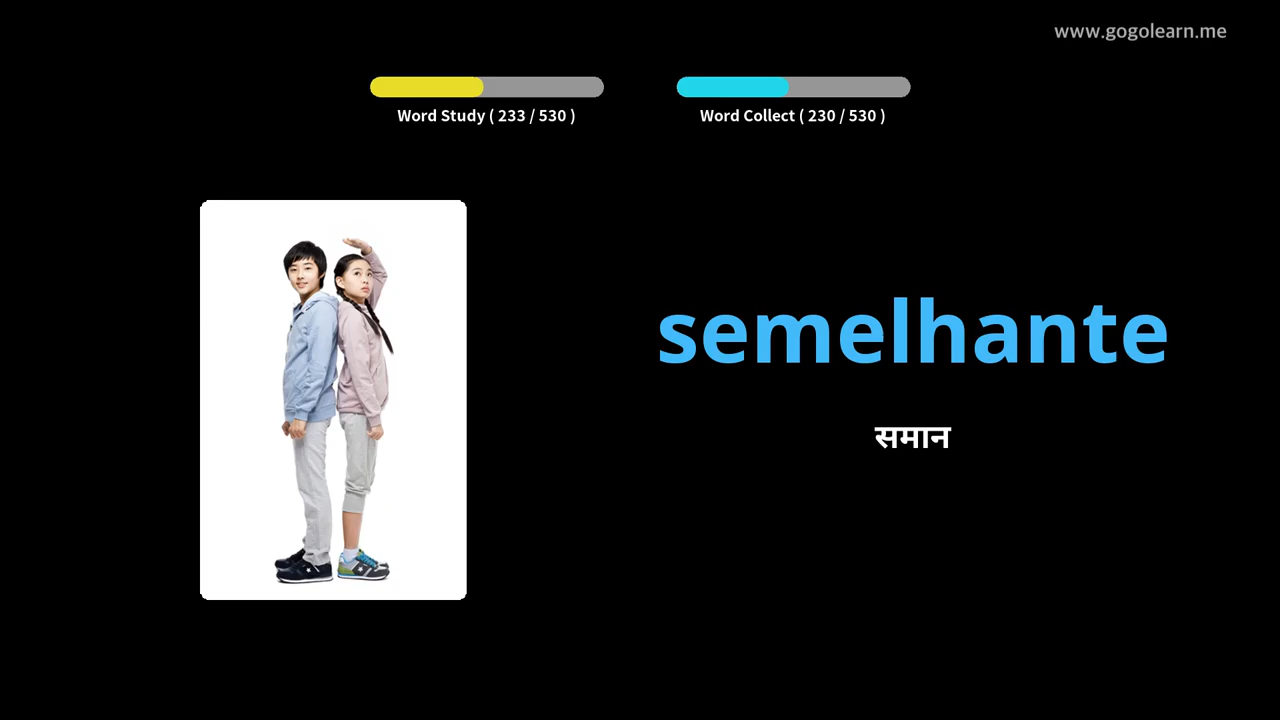 www.gogolearn.me
Word Study ( 233 / 530 )
Word Collect ( 230 / 530 )
semelhante
समान